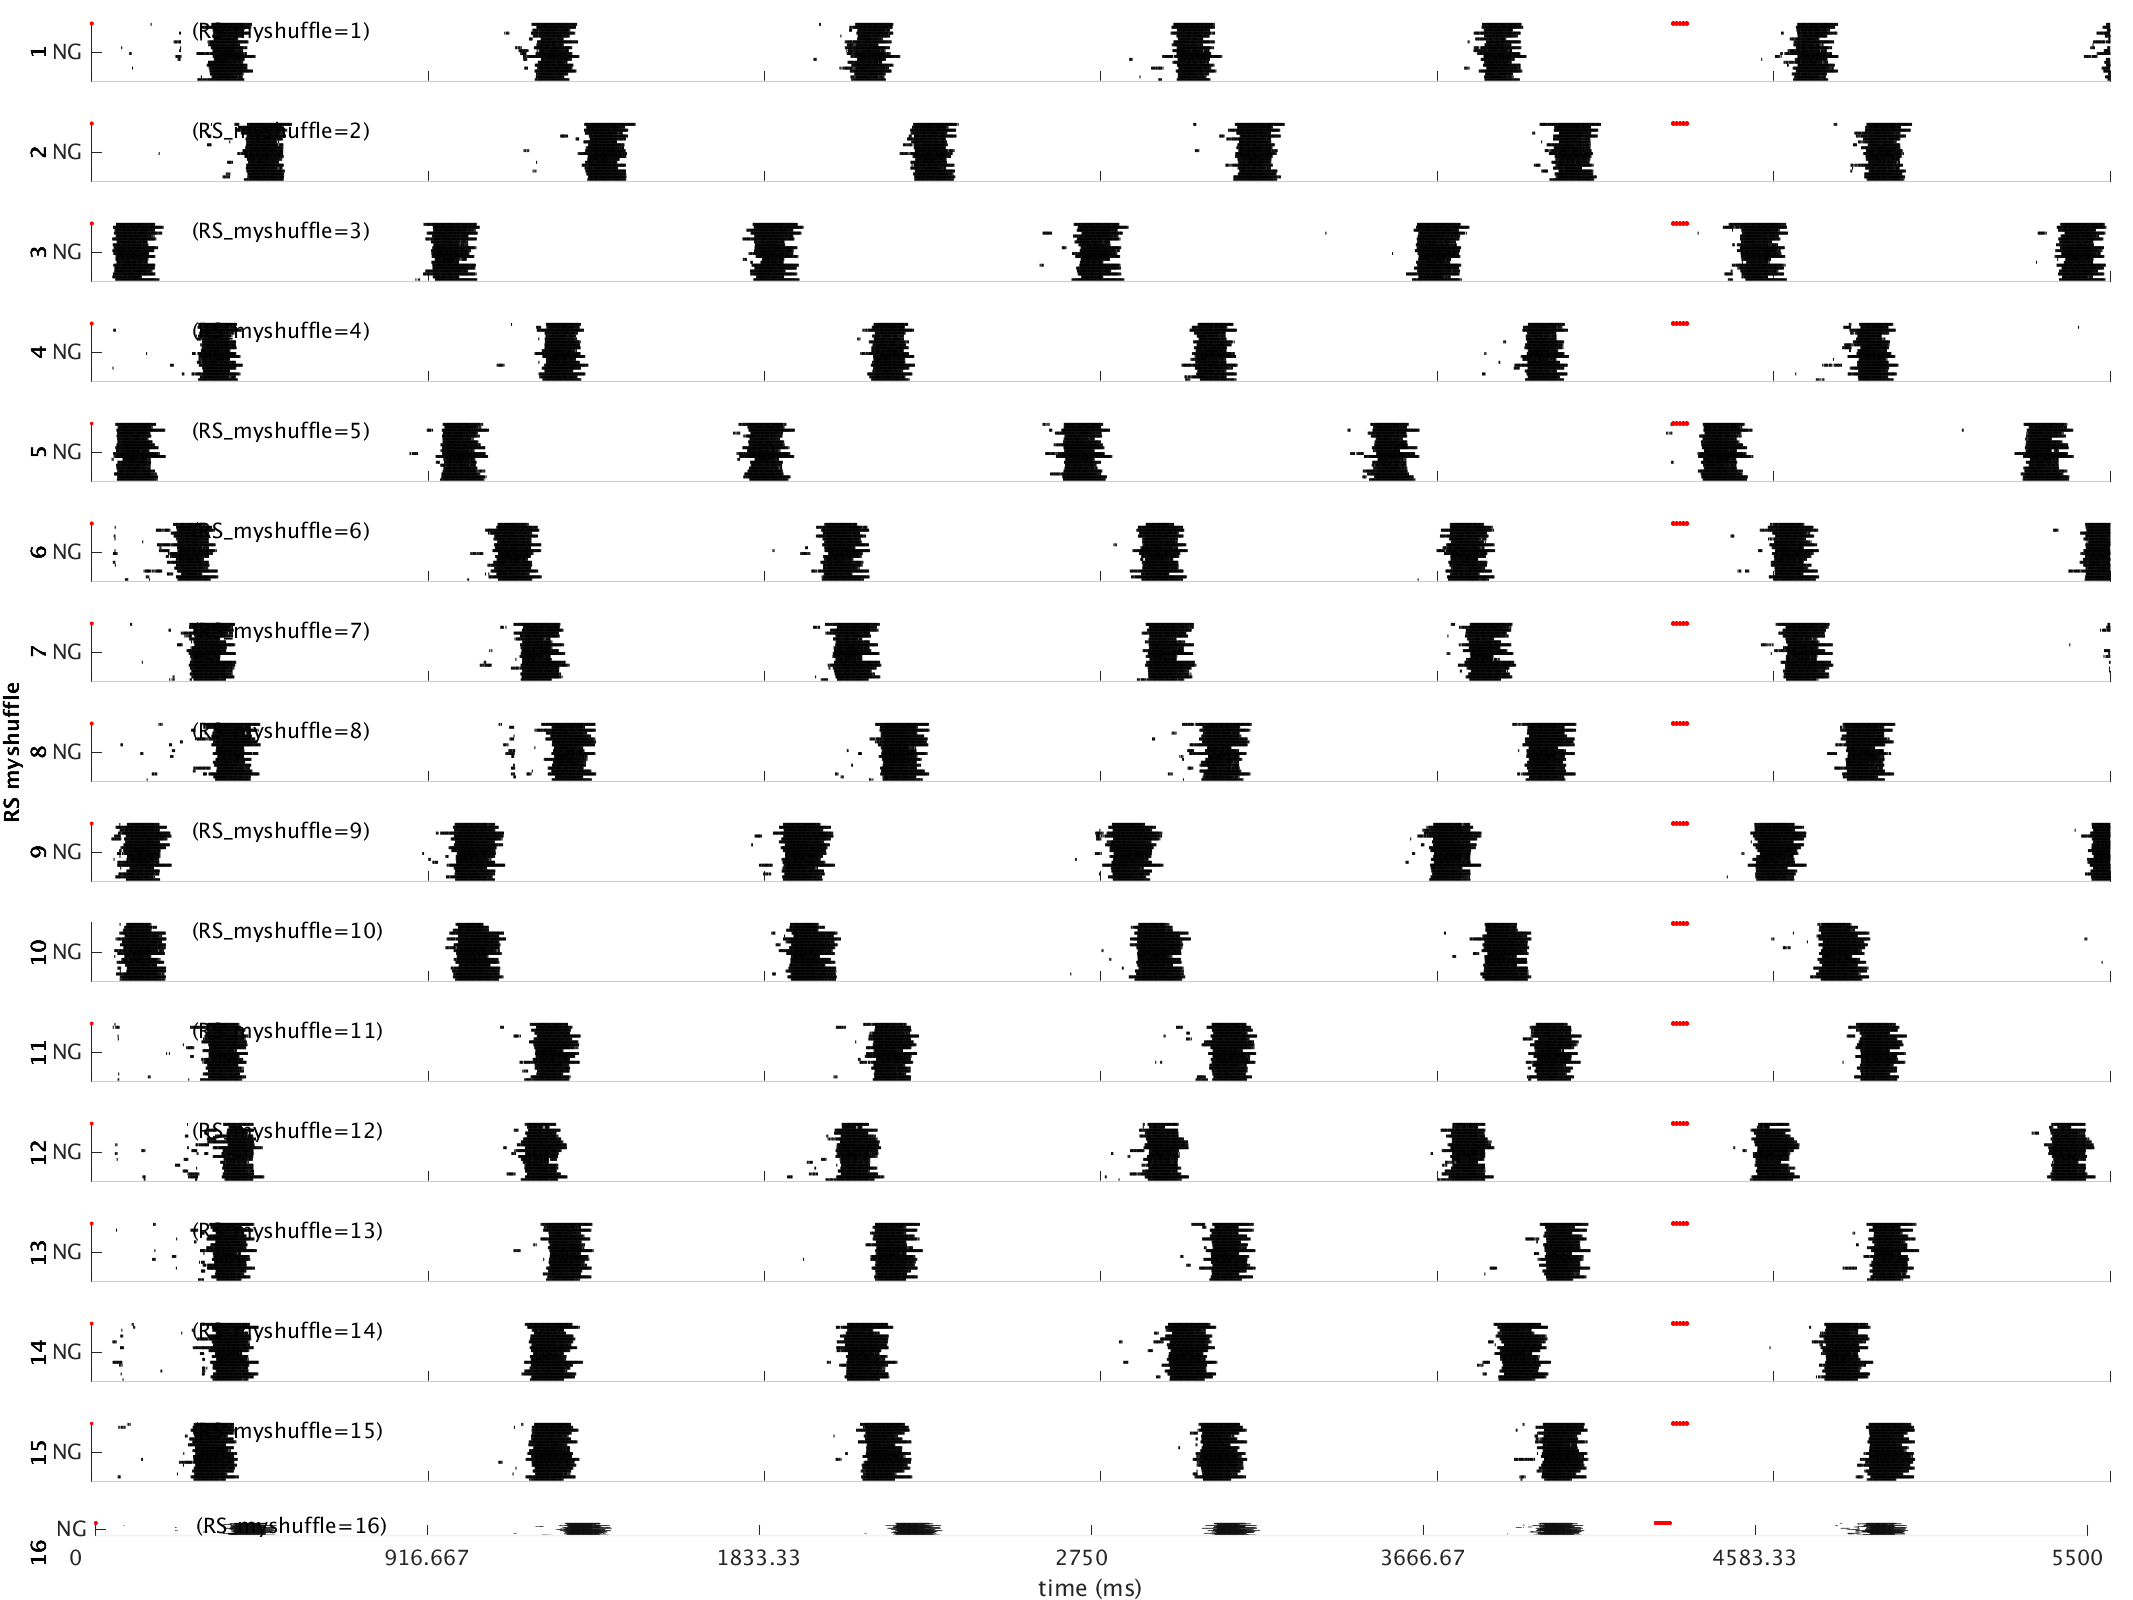 1 NG (RS_myshuffle=1)
2 NG (RS_myshuffle=2)
3 NG (RS_myshuffle=3)
4 NG (RS_myshuffle=4)
5 NG (RS_myshuffle=5)
6 NG (RS_myshuffle=6)
7 NG (RS_myshuffle=7)
RS myshuffle
8 NG (RS_myshuffle=8)
9 NG (RS_myshuffle=9)
10 NG (RS_myshuffle=10)
11 NG (RS_myshuffle=11)
12 NG (RS_myshuffle=12)
13 NG (RS_myshuffle=13)
14 NG (RS_myshuffle=14)
15 NG (RS_myshuffle=15)
16 NG (RS_myshuffle=16)
0 916.667 1833.33 2750 3666.67 4583.33 5500
time (ms)